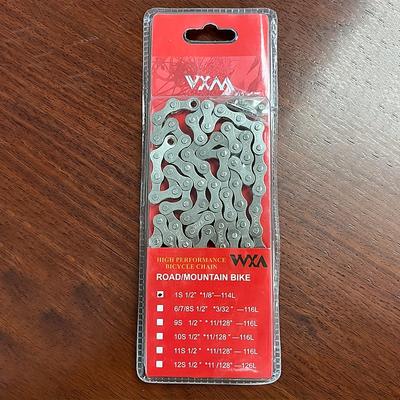 VXM
HIGH PERFORMANCE
BICYCLE CHAIN
WXA
ROAD/MOUNTAIN BIKE
1S 1/2" *1/8"—114L
6/7/8S 1/2" *3/32" —116L
9S 1/2" * 11/128" —116L
10S 1/2" *11/128" —116L
11S 1/2" *11/128" —116L
12S 1/2" *11 /128" —126L